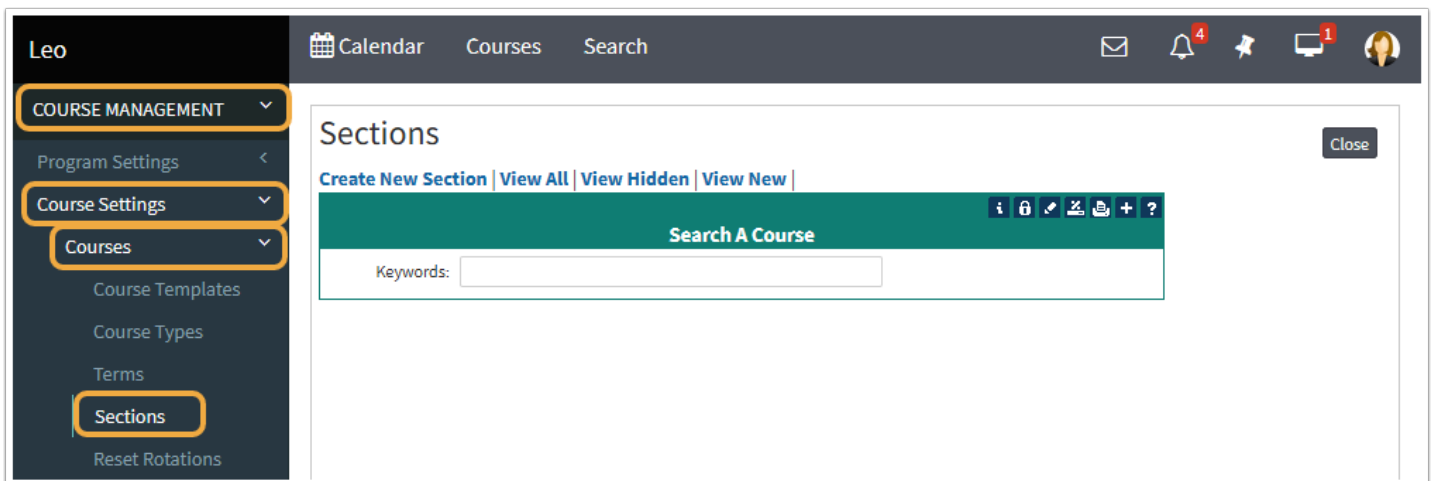 Leo
Calendar Courses Search
4
1
COURSE MANAGEMENT
Program Settings
Course Settings
Courses
Course Templates
Course Types
Terms
Sections
Reset Rotations
Sections
Close
Create New Section | View All | View Hidden | View New |
i ?
Search A Course
Keywords: